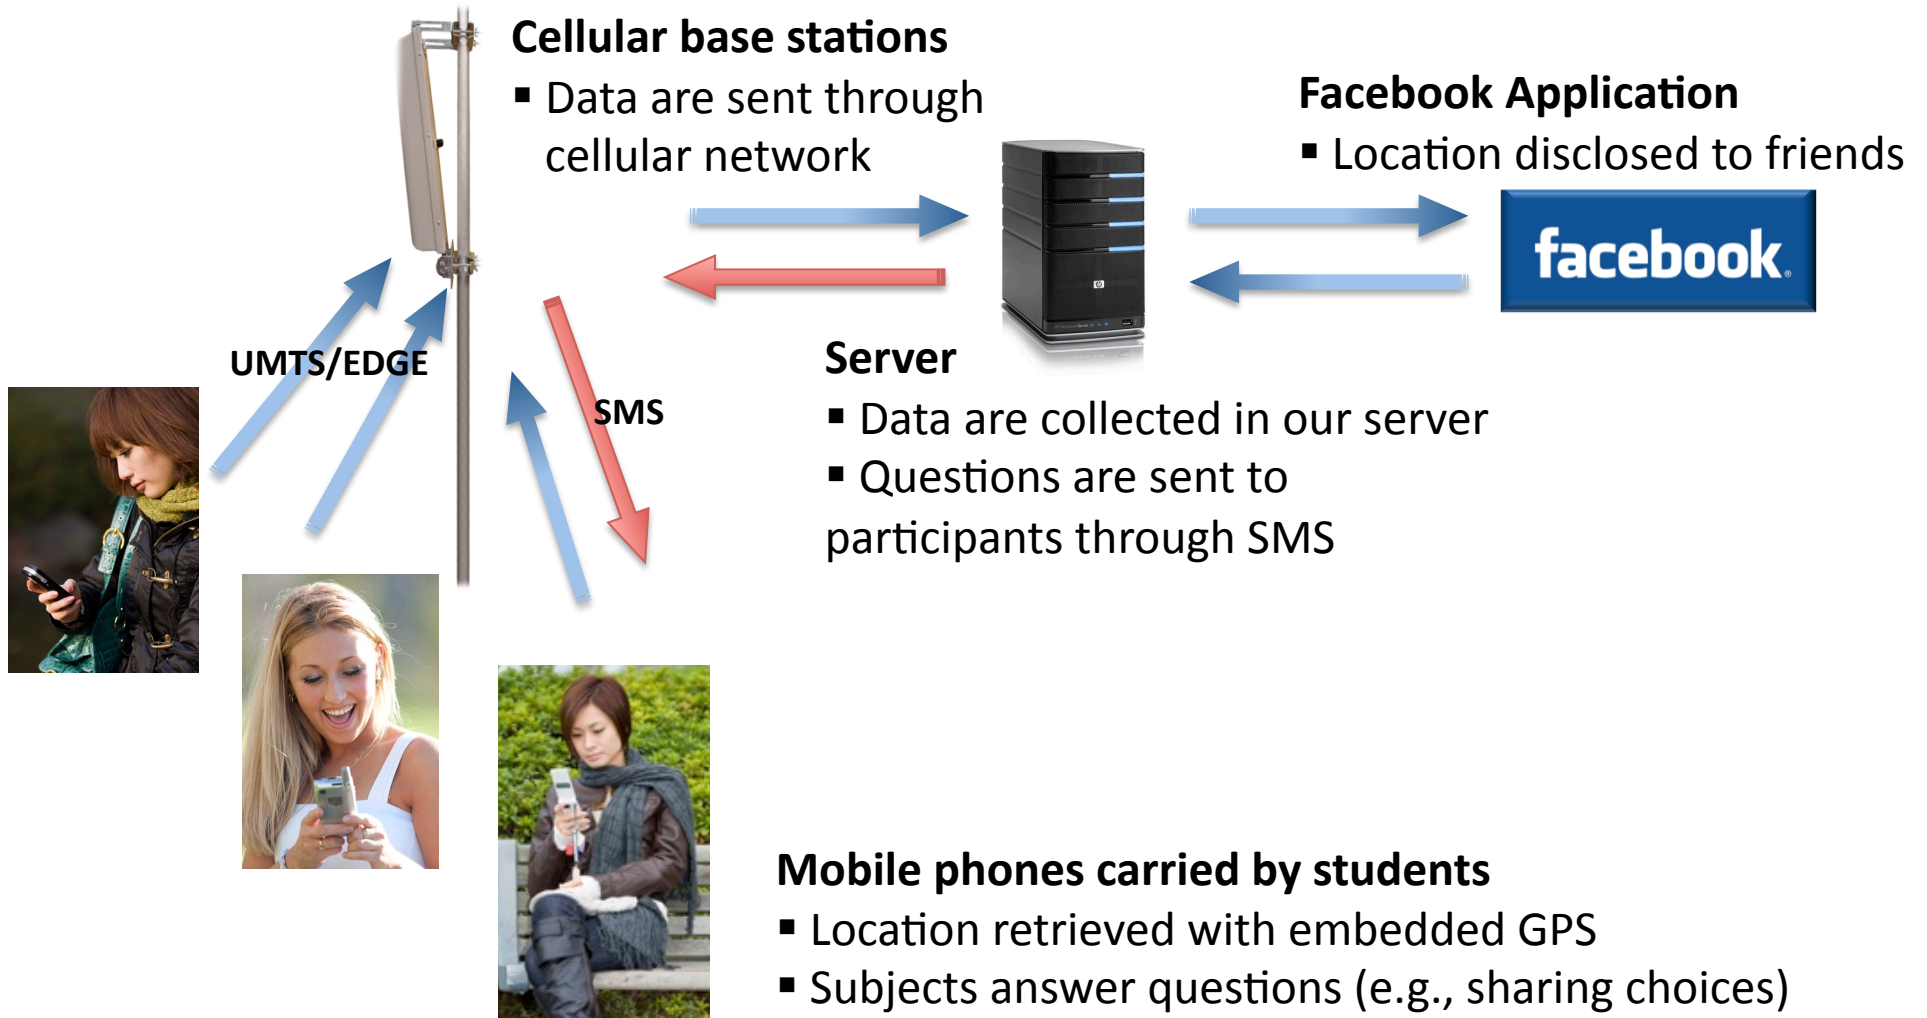 Cellular base stations
▪ Data are sent through
cellular network
Facebook Application
▪ Location disclosed to friends
facebook.
UMTS/EDGE
SMS
Server
▪ Data are collected in our server
▪ Questions are sent to
participants through SMS
Mobile phones carried by students
▪ Location retrieved with embedded GPS
▪ Subjects answer questions (e.g., sharing choices)